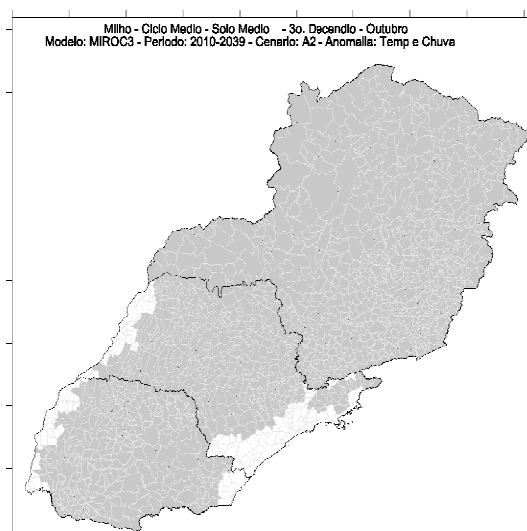 Milho - Ciclo Medio - Solo Medio - 3o. Decendio - Outubro
Modelo: MIROC3 - Periodo: 2010-2039 - Cenario: A2 - Anomalia: Temp e Chuva